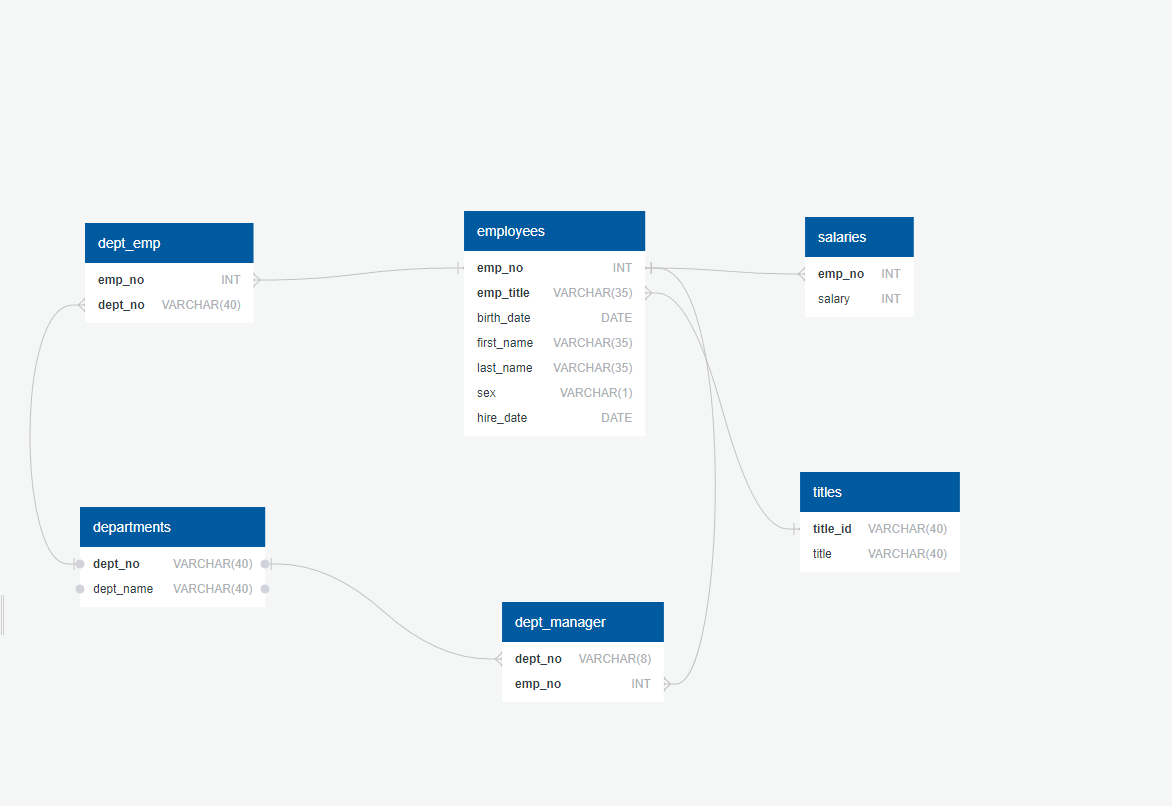 dept_emp
emp_no INT
dept_no VARCHAR(40)
employees
emp_no INT
emp_title VARCHAR(35)
birth_date DATE
first_name VARCHAR(35)
last_name VARCHAR(35)
sex VARCHAR(1)
hire_date DATE
salaries
emp_no INT
salary INT
departments
dept_no VARCHAR(40)
dept_name VARCHAR(40)
titles
title_id VARCHAR(40)
title VARCHAR(40)
dept_manager
dept_no VARCHAR(8)
emp_no INT